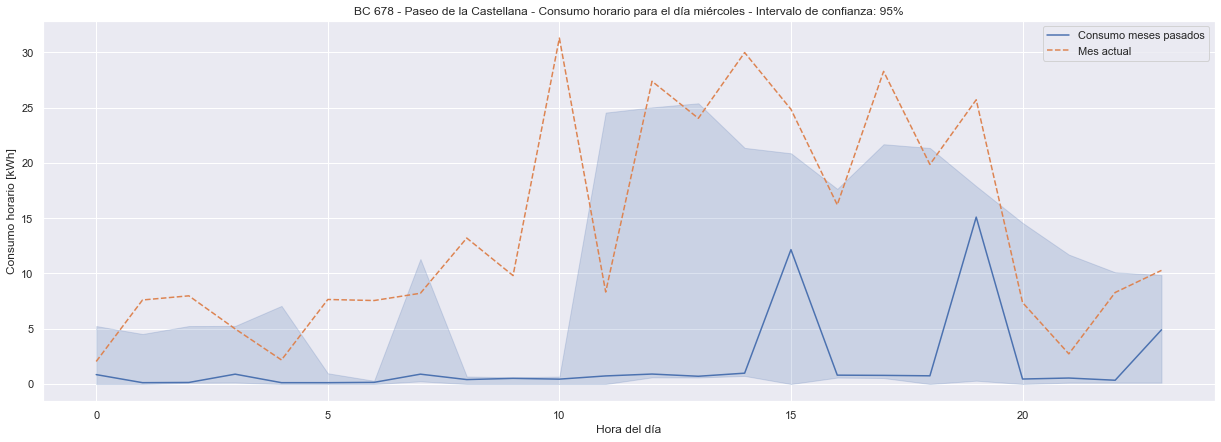 BC 678 - Paseo de la Castellana - Consumo horario para el día miércoles - Intervalo de confianza: 95%
Consumo meses pasados
Mes actual
Consumo horario [kWh]
30
25
20
15
10
5
0
0
5
10
15
20
Hora del día